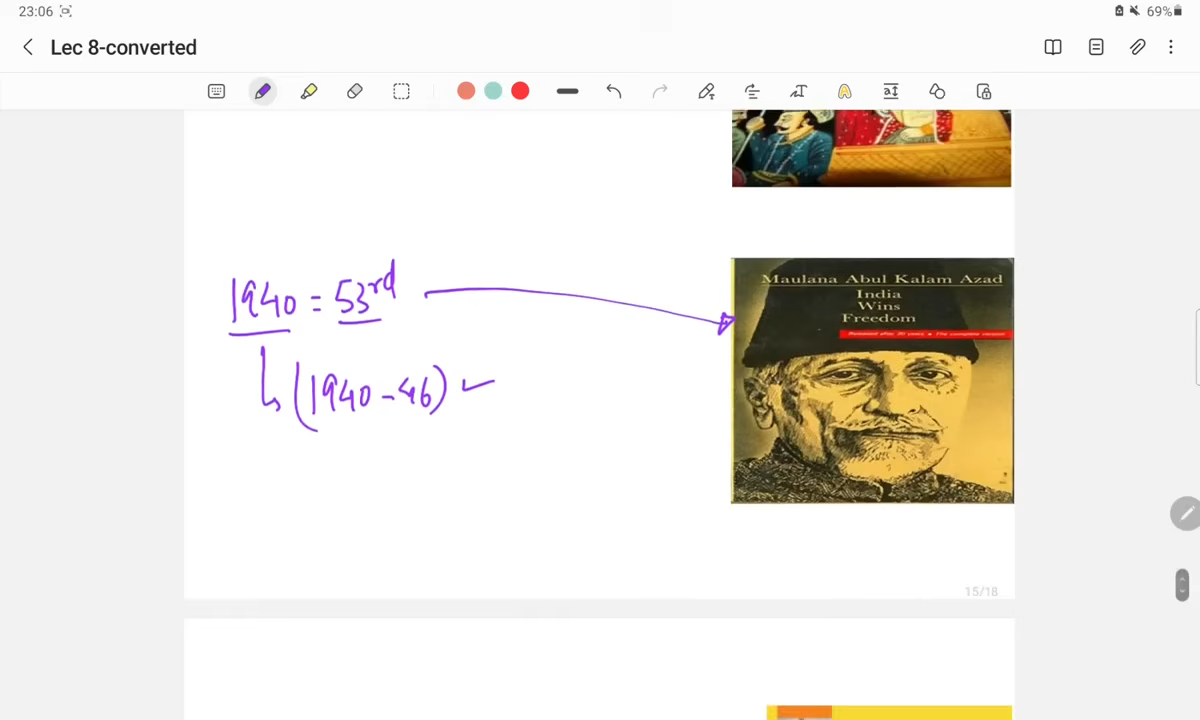 23:06
69%
Lec 8-converted
Maulana Abul Kalam Azad
India
Wins
Freedom
1940 = 53rd
(1940-46)
15/18